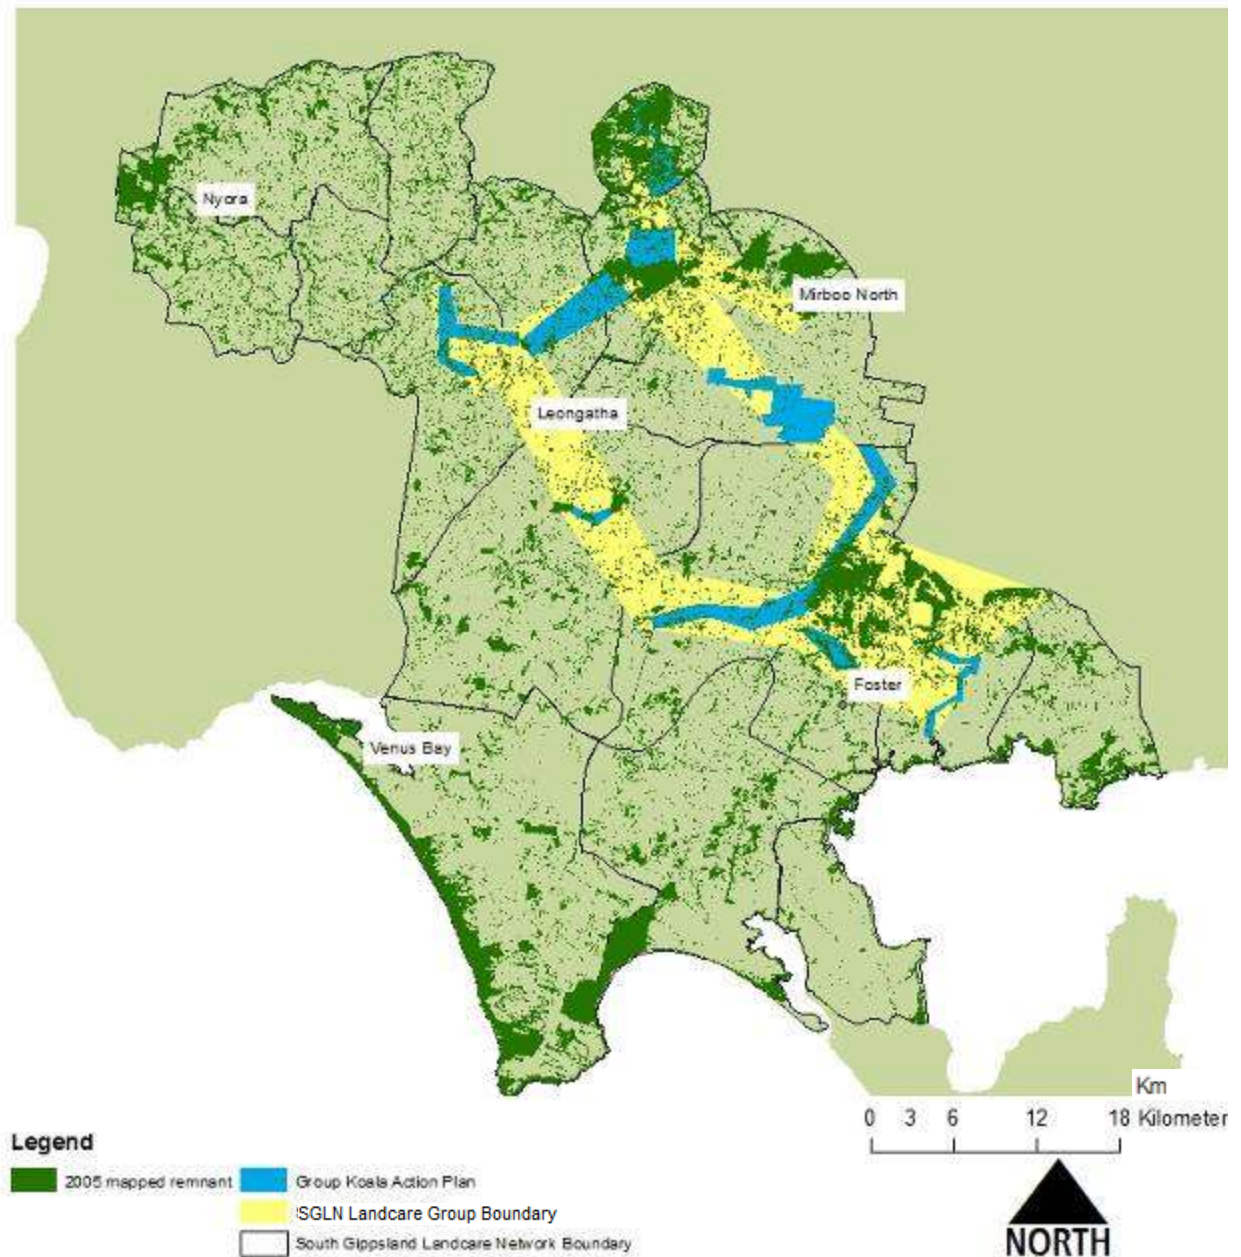 Nyora
Mirboo North
Leongatha
Foster
Venus Bay
Km
0 3 6 12 18 Kilometer
Legend
2005 mapped remnant
Group Koala Action Plan
'SGLN Landcare Group Boundary
South Gippsland Landcare Network Boundary
NORTH